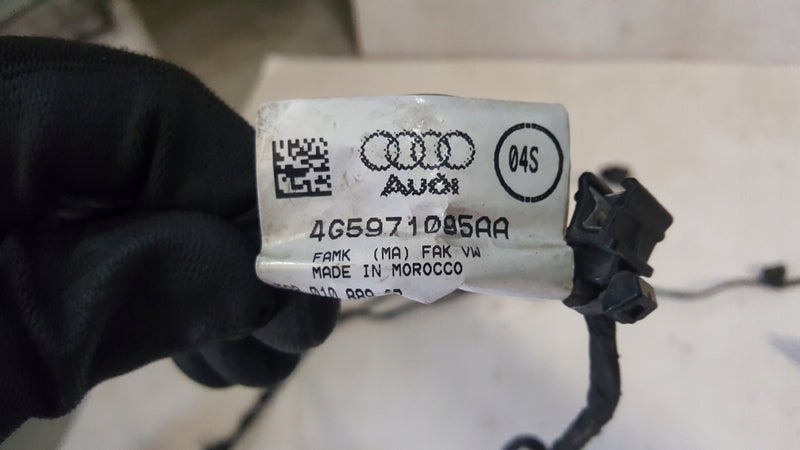 04S
Audi
4G5971095AA
FAMK (MA) FAK VW
MADE IN MOROCCO